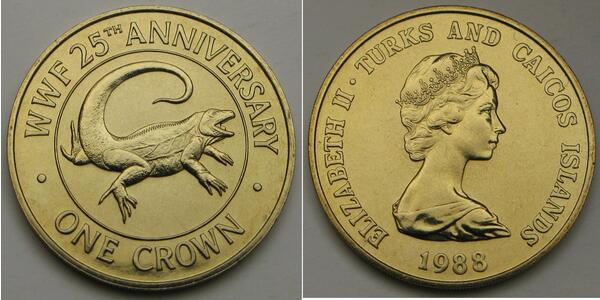 WWF 25TH ANNIVERSARY
· ONE CROWN ·
ELIZABETH II · TURKS AND CAICOS ISLANDS
1988